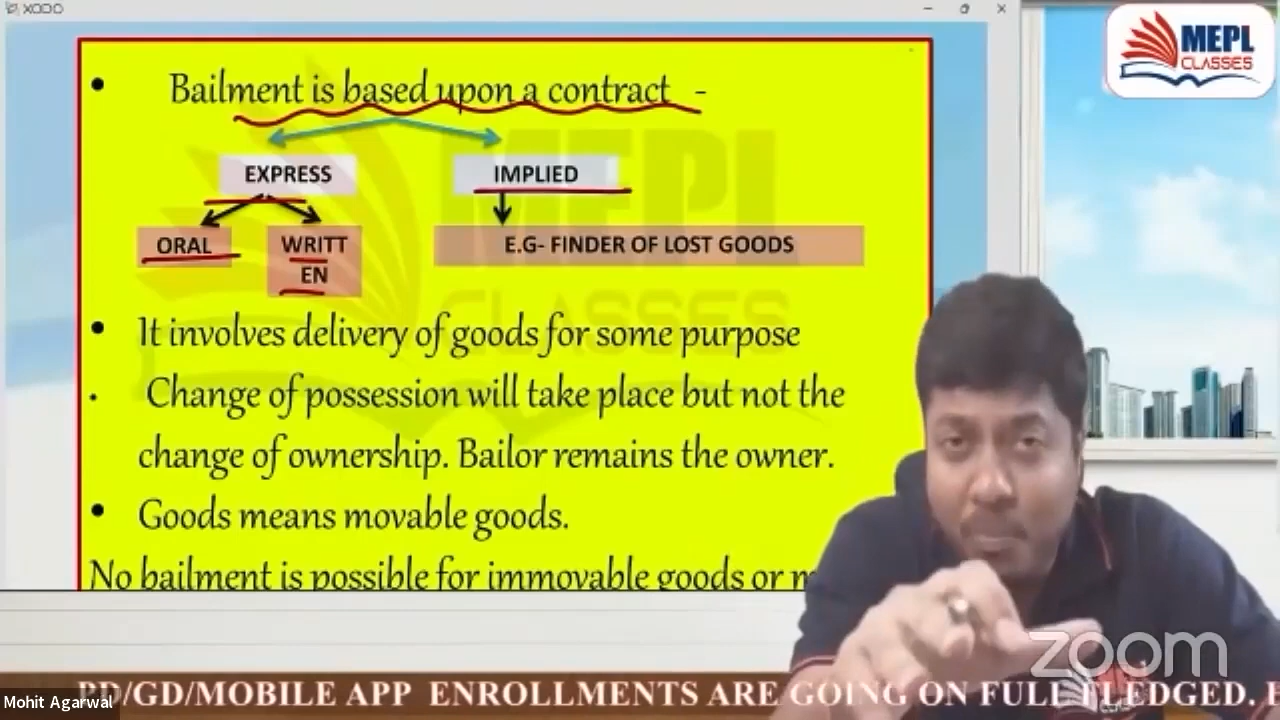 XODO
MEPL
CLASSES
Bailment is based upon a contract -
EXPRESS
IMPLIED
ORAL
WRITT
EN
E.G- FINDER OF LOST GOODS
It involves delivery of goods for some purpose
Change of possession will take place but not the
change of ownership. Bailor remains the owner.
Goods means movable goods.
No bailment is possible for immovable goods or
MEPL
CLASSES
zoom
PD/GD/MOBILE APP ENROLLMENTS ARE GOING ON FULL FLEDGED.
Mohit Agarwal